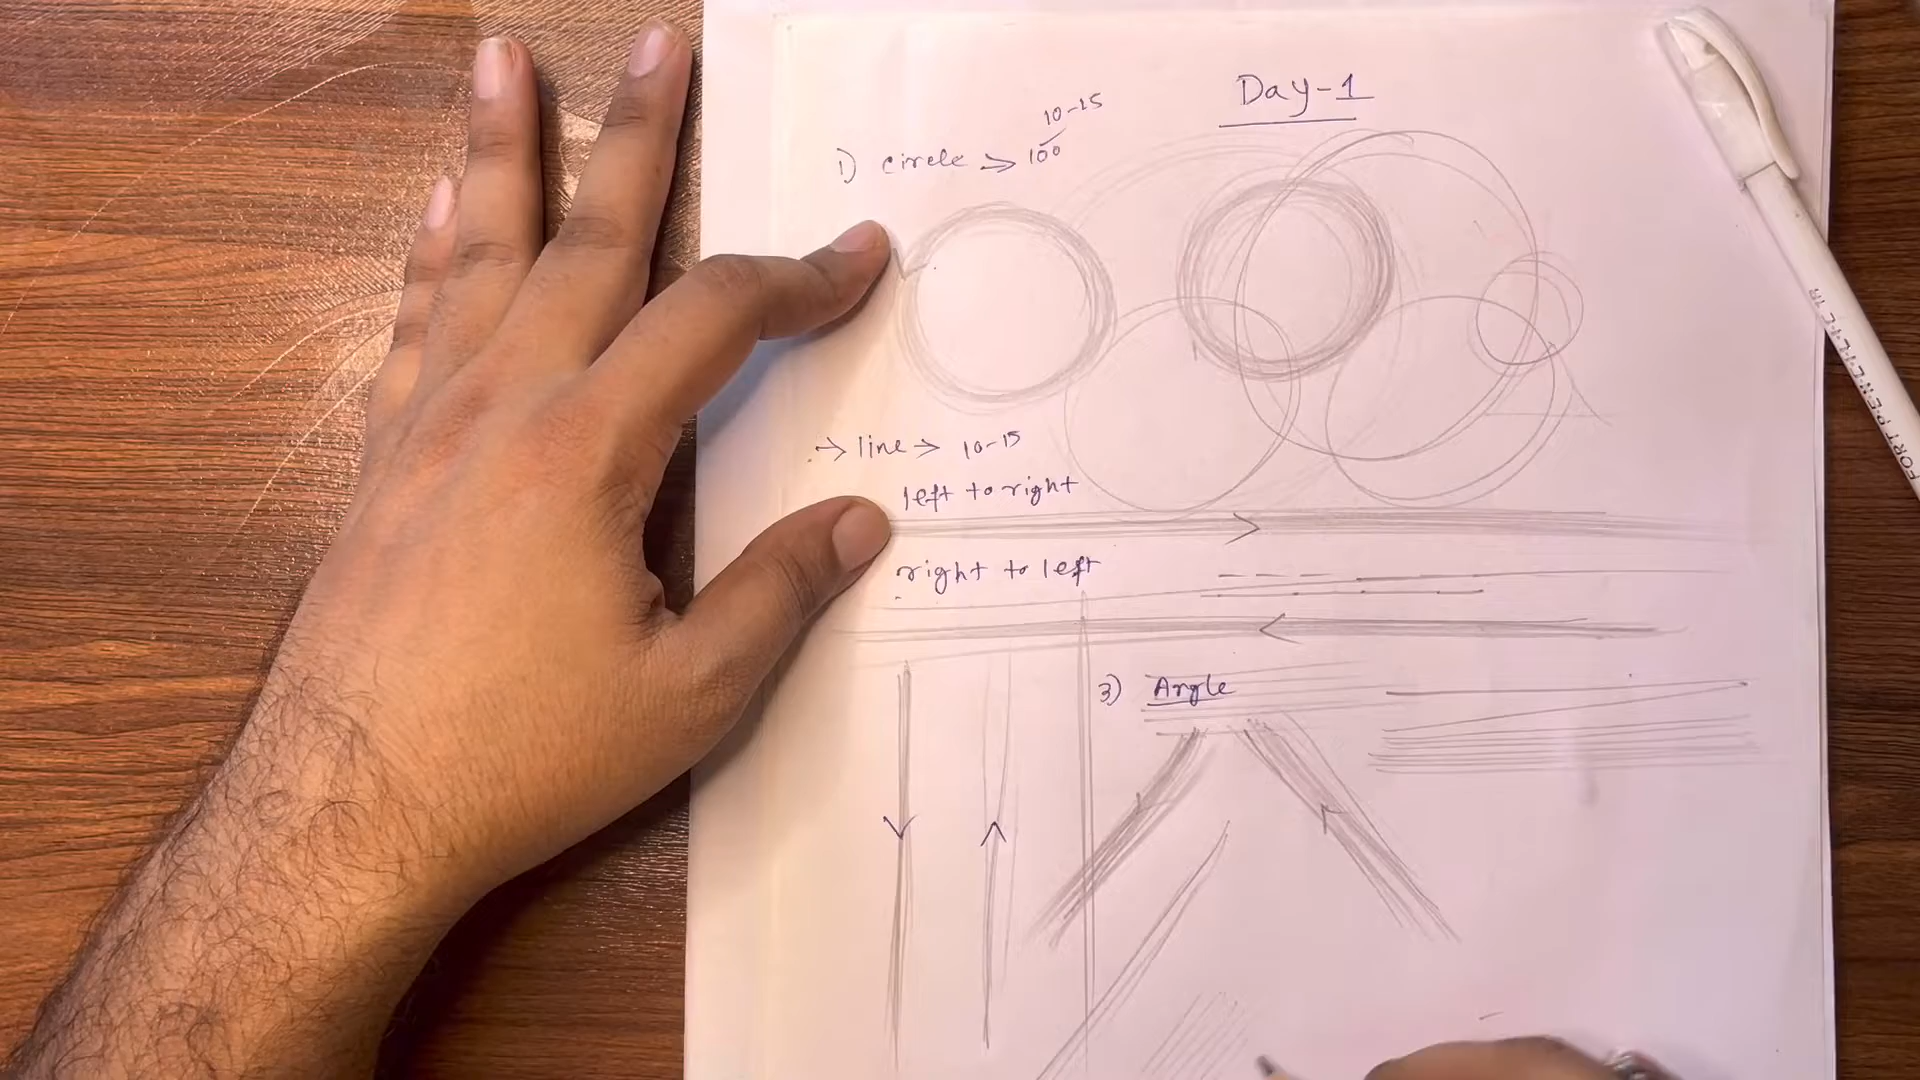 Day-1
10-15
1) circle → 100
→ line → 10-15
left to right
right to left
3) Angle